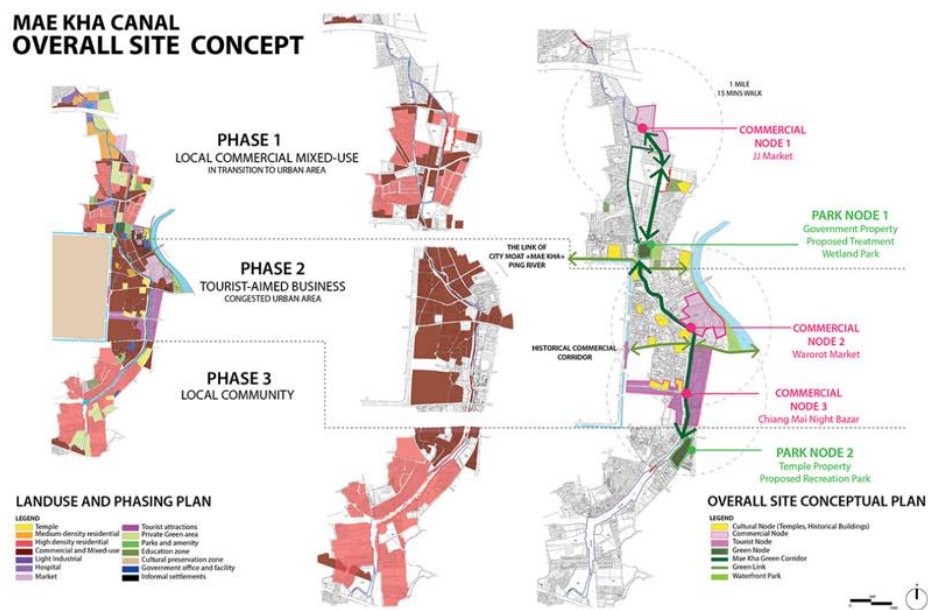 MAE KHA CANAL
OVERALL SITE CONCEPT
PHASE 1
LOCAL COMMERCIAL MIXED-USE
IN TRANSITION TO URBAN AREA
PHASE 2
TOURIST-AIMED BUSINESS
CONGESTED URBAN AREA
PHASE 3
LOCAL COMMUNITY
1 MILE
15 MINS WALK
COMMERCIAL
NODE 1
JJ Market
PARK NODE 1
Government Property
Proposed Treatment
Wetland Park
THE LINK OF
CITY MOAT +MAE KHA+
PING RIVER
COMMERCIAL
NODE 2
Warorot Market
HISTORICAL COMMERCIAL
CORRIDOR
COMMERCIAL
NODE 3
Chiang Mai Night Bazar
PARK NODE 2
Temple Property
Proposed Recreation Park
LANDUSE AND PHASING PLAN
LEGEND
Temple
Medium density residential
High density residential
Commercial and Mixed-use
Light Industrial
Hospital
Market
Tourist attractions
Private Green area
Parks and amenity
Education zone
Cultural preservation zone
Government office and facility
Informal settlements
OVERALL SITE CONCEPTUAL PLAN
LEGEND
Cultural Node (Temples, Historical Buildings)
Commercial Node
Tourist Node
Green Node
Mae Kha Green Corridor
Green Link
Waterfront Park